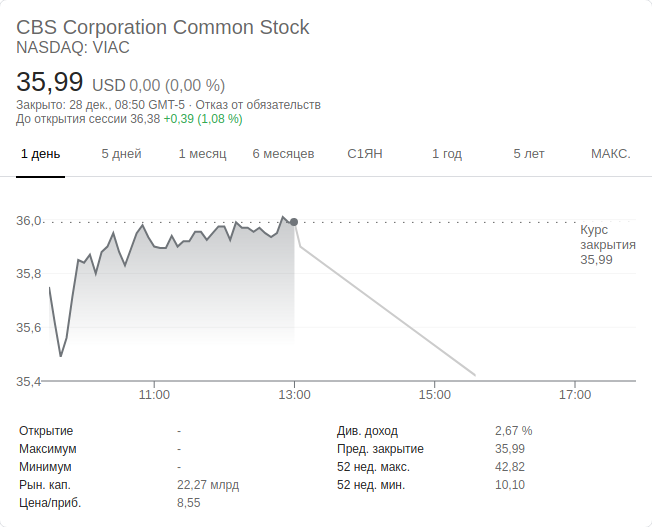 CBS Corporation Common Stock
NASDAQ: VIAC
35,99 USD 0,00 (0,00 %)
Закрыто: 28 дек., 08:50 GMT-5 · Отказ от обязательств
До открытия сессии 36,38 +0,39 (1,08 %)
1 день 5 дней 1 месяц 6 месяцев С1ЯН 1 год 5 лет МАКС.
36,0
Курс
закрытия
35,99
35,8
35,6
35,4
11:00 13:00 15:00 17:00
Открытие - Див. доход 2,67 %
Максимум - Пред. закрытие 35,99
Минимум - 52 нед. макс. 42,82
Рын. кап. 22,27 млрд 52 нед. мин. 10,10
Цена/приб. 8,55